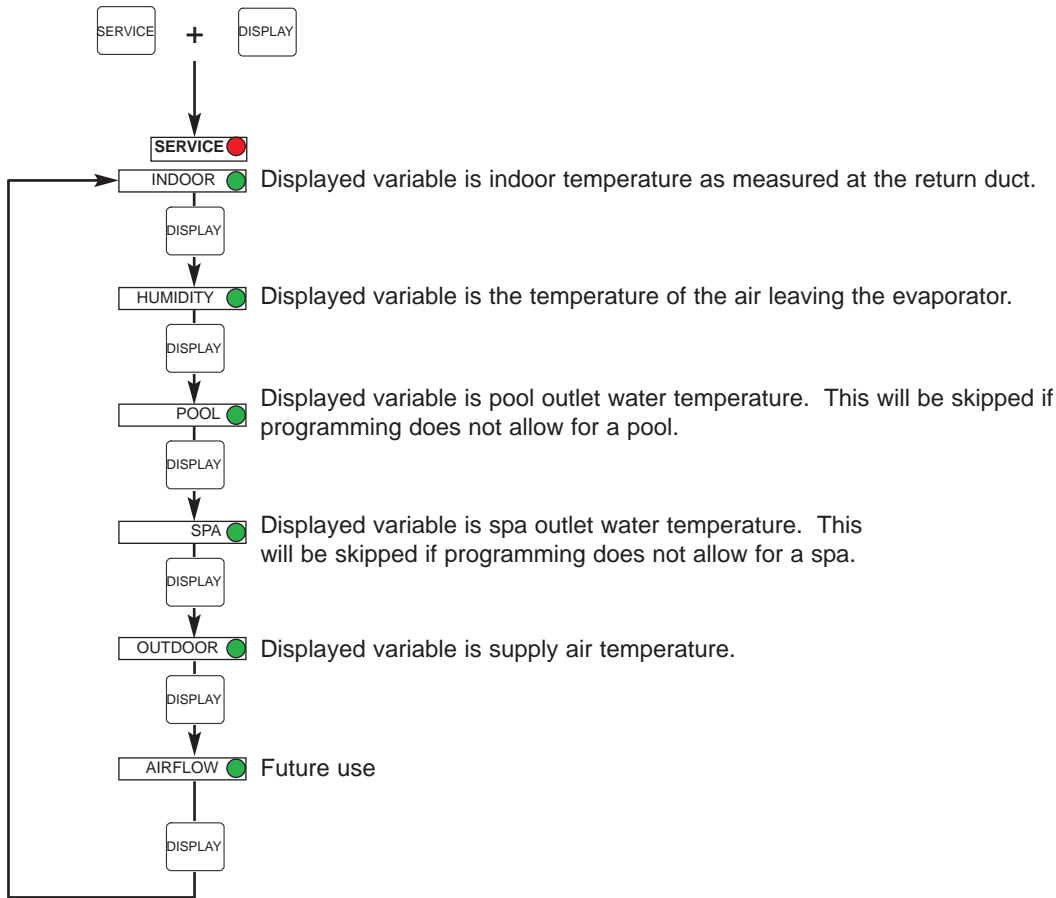 SERVICE + DISPLAY
SERVICE
INDOOR Displayed variable is indoor temperature as measured at the return duct.
DISPLAY
HUMIDITY Displayed variable is the temperature of the air leaving the evaporator.
DISPLAY
POOL Displayed variable is pool outlet water temperature. This will be skipped if
programming does not allow for a pool.
DISPLAY
SPA Displayed variable is spa outlet water temperature. This
will be skipped if programming does not allow for a spa.
DISPLAY
OUTDOOR Displayed variable is supply air temperature.
DISPLAY
AIRFLOW Future use
DISPLAY